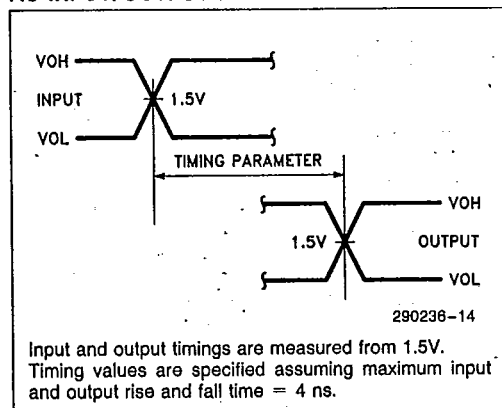 VOH
INPUT
1.5V
VOL
TIMING PARAMETER
VOH
1.5V
OUTPUT
VOL
290236-14
Input and output timings are measured from 1.5V.
Timing values are specified assuming maximum input
and output rise and fall time = 4 ns.